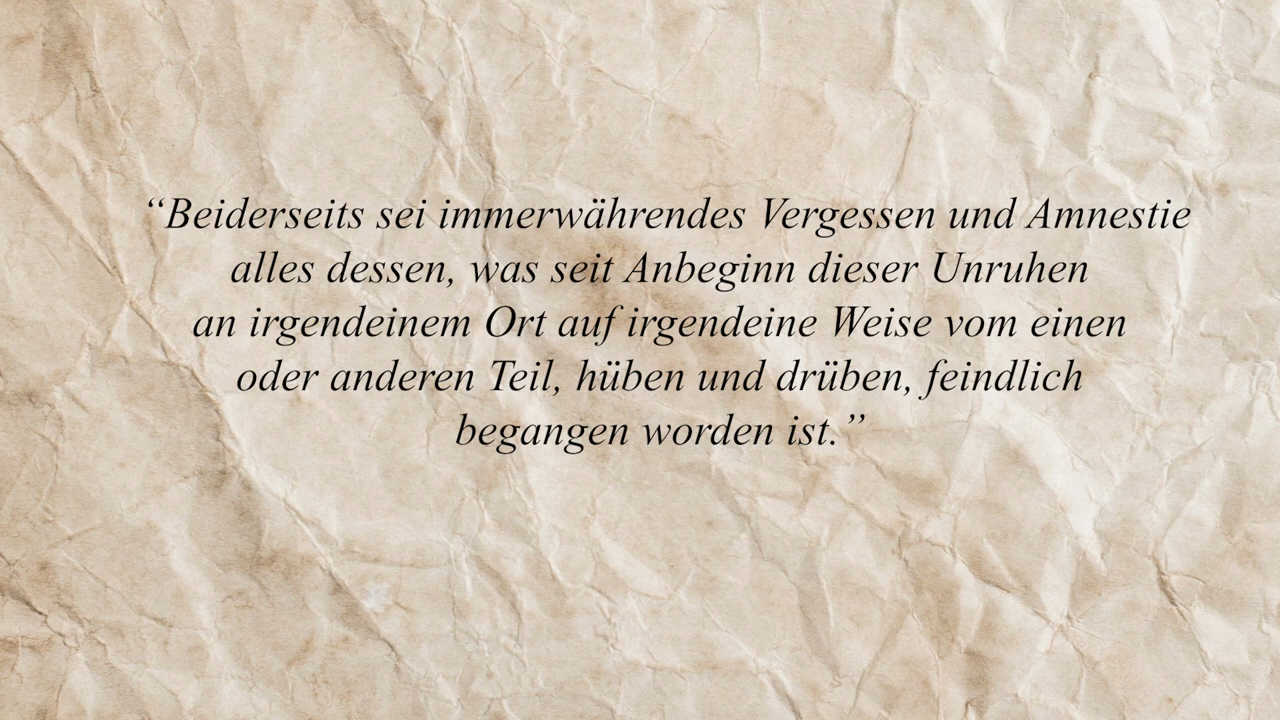 “Beiderseits sei immerwährendes Vergessen und Amnestie
alles dessen, was seit Anbeginn dieser Unruhen
an irgendeinem Ort auf irgendeine Weise vom einen
oder anderen Teil, hüben und drüben, feindlich
begangen worden ist.”